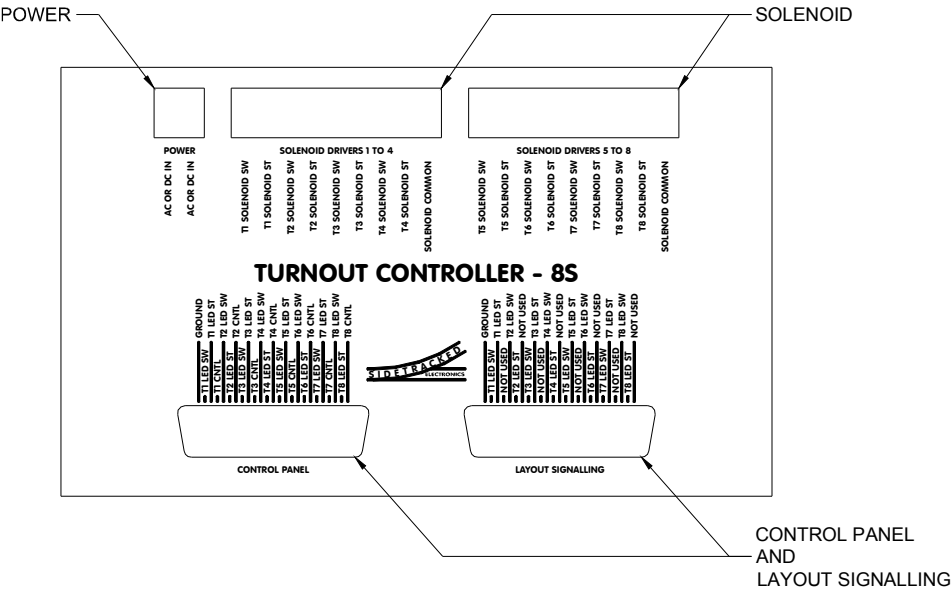 POWER
SOLENOID
POWER
SOLENOID DRIVERS 1 TO 4
SOLENOID DRIVERS 5 TO 8
AC OR DC IN
AC OR DC IN
T1 SOLENOID SW
T1 SOLENOID ST
T2 SOLENOID SW
T2 SOLENOID ST
T3 SOLENOID SW
T3 SOLENOID ST
T4 SOLENOID SW
T4 SOLENOID ST
SOLENOID COMMON
T5 SOLENOID SW
T5 SOLENOID ST
T6 SOLENOID SW
T6 SOLENOID ST
T7 SOLENOID SW
T7 SOLENOID ST
T8 SOLENOID SW
T8 SOLENOID ST
SOLENOID COMMON
TURNOUT CONTROLLER - 8S
GROUND
T1 LED ST
T2 LED SW
T2 CNTL
T3 LED ST
T4 LED SW
T4 CNTL
T5 LED ST
T6 LED SW
T6 CNTL
T7 LED ST
T8 LED SW
T8 CNTL
T1 LED SW
T1 CNTL
T2 LED ST
T3 LED SW
T3 CNTL
T4 LED ST
T5 LED SW
T5 CNTL
T6 LED ST
T7 LED SW
T7 CNTL
T8 LED ST
SIDETRACKED
ELECTRONICS
GROUND
T1 LED ST
T2 LED SW
NOT USED
T3 LED ST
T4 LED SW
NOT USED
T5 LED ST
T6 LED SW
NOT USED
T7 LED ST
T8 LED SW
NOT USED
T1 LED SW
NOT USED
T2 LED ST
T3 LED SW
NOT USED
T4 LED ST
T5 LED SW
NOT USED
T6 LED ST
T7 LED SW
NOT USED
T8 LED ST
CONTROL PANEL
LAYOUT SIGNALLING
CONTROL PANEL
AND
LAYOUT SIGNALLING